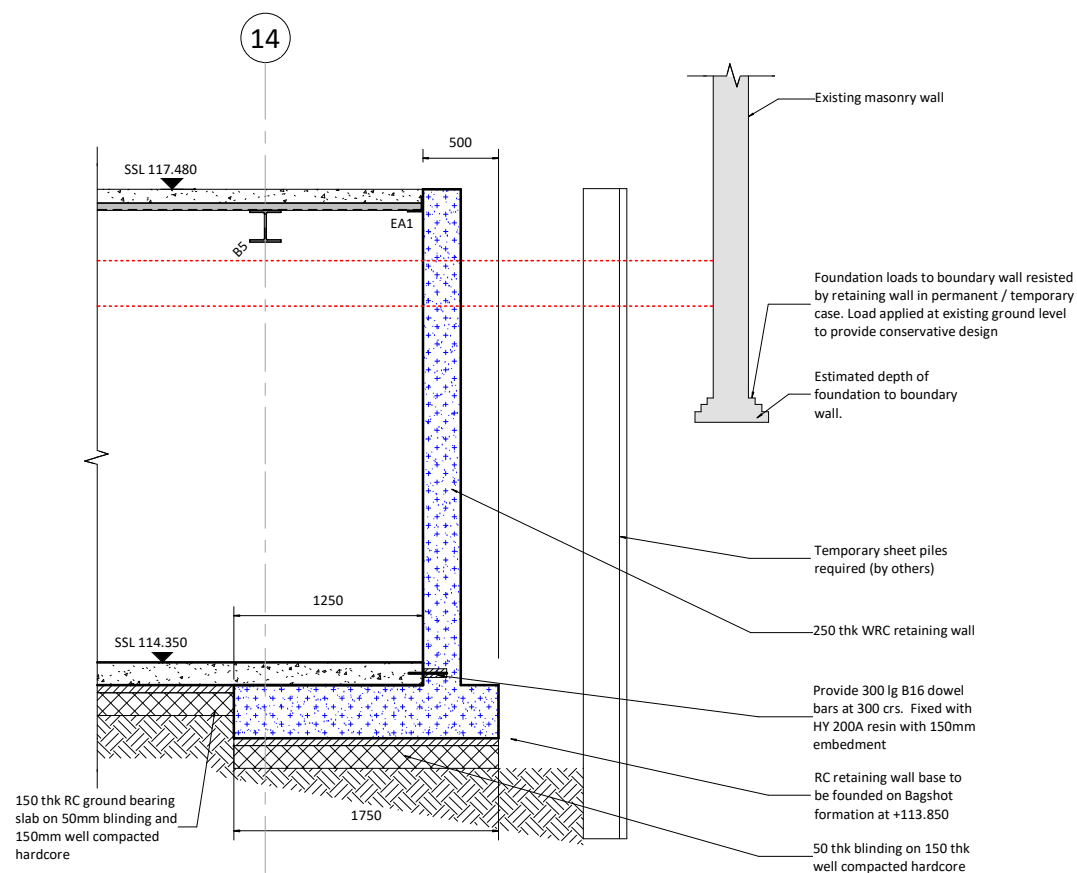 14
Existing masonry wall
500
SSL 117.480
EA1
B5
Foundation loads to boundary wall resisted
by retaining wall in permanent / temporary
case. Load applied at existing ground level
to provide conservative design
Estimated depth of
foundation to boundary
wall.
Temporary sheet piles
required (by others)
1250
250 thk WRC retaining wall
SSL 114.350
Provide 300 lg B16 dowel
bars at 300 crs. Fixed with
HY 200A resin with 150mm
embedment
RC retaining wall base to
be founded on Bagshot
formation at +113.850
150 thk RC ground bearing
slab on 50mm blinding and
150mm well compacted
hardcore
1750
50 thk blinding on 150 thk
well compacted hardcore